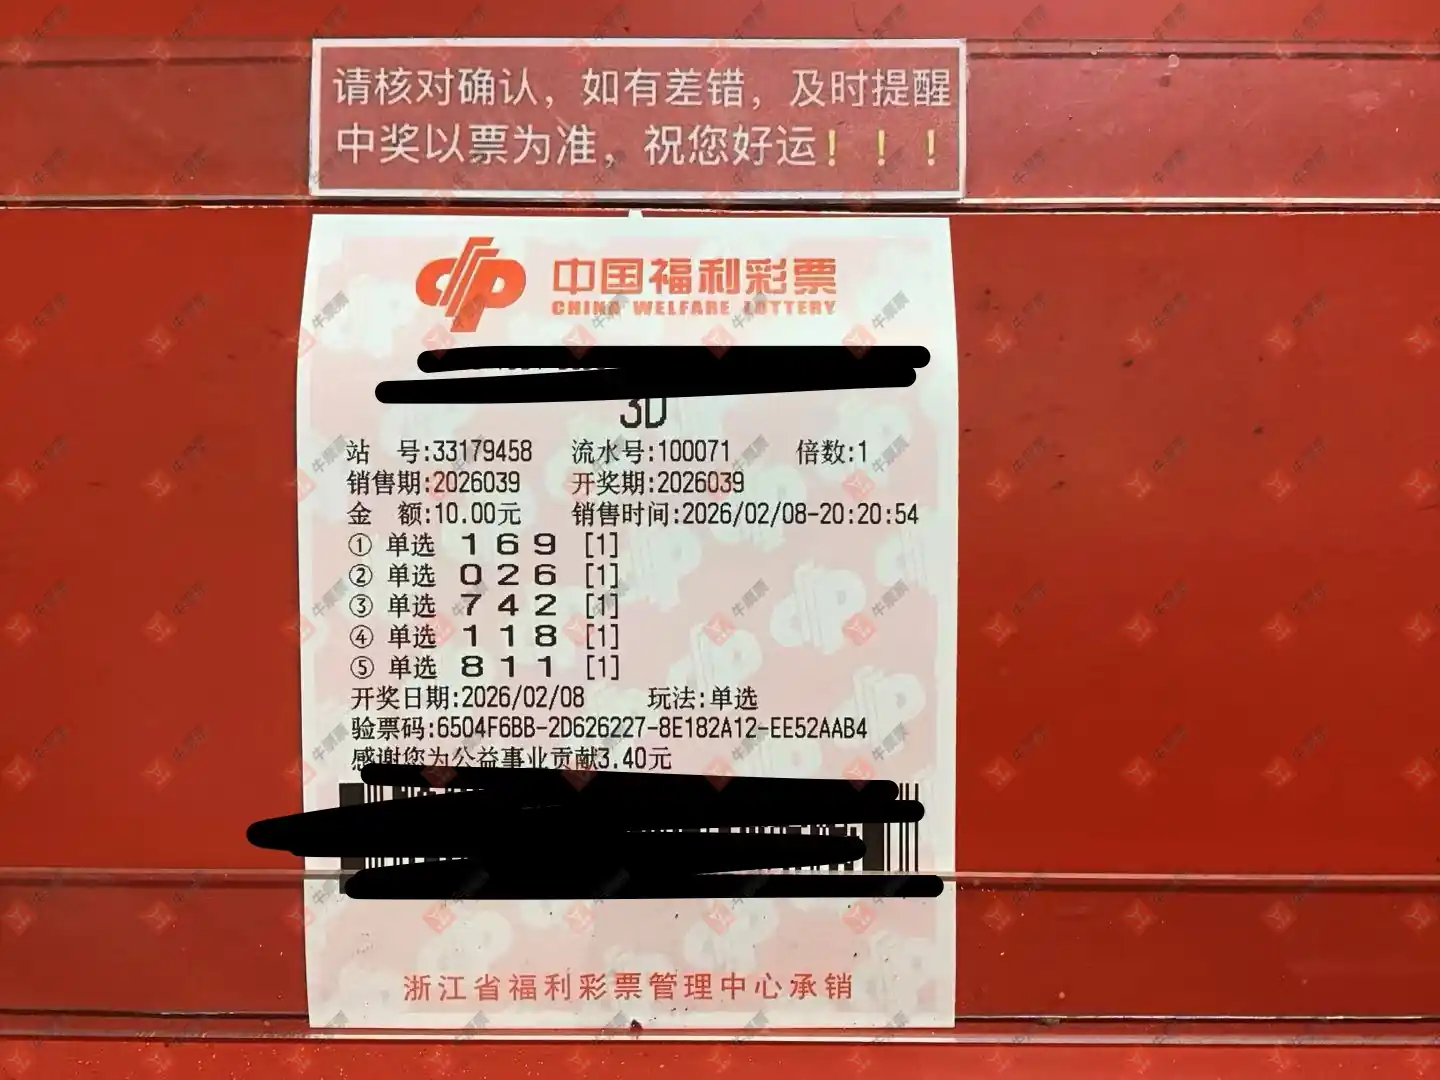 请核对确认，如有差错，及时提醒
中奖以票为准，祝您好运！！！
中国福利彩票
CHINA WELFARE LOTTERY
3D
站 号:33179458 流水号:100071 倍数:1
销售期:2026039 开奖期:2026039
金 额:10.00元 销售时间:2026/02/08-20:20:54
① 单选 1 6 9 [1]
② 单选 0 2 6 [1]
③ 单选 7 4 2 [1]
④ 单选 1 1 8 [1]
⑤ 单选 8 1 1 [1]
开奖日期:2026/02/08 玩法:单选
验票码:6504F6BB-2D626227-8E182A12-EE52AAB4
感谢您为公益事业贡献3.40元
浙江省福利彩票管理中心承销